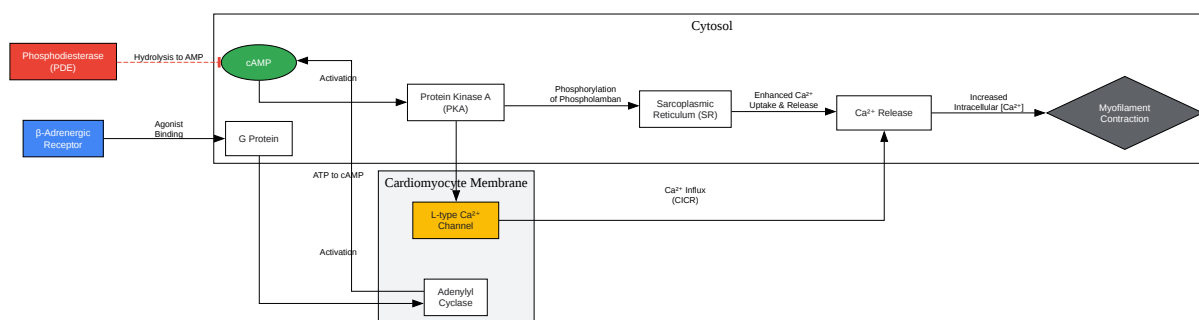 Cytosol
Phosphodiesterase
(PDE)
Hydrolysis to AMP
cAMP
Activation
Protein Kinase A
(PKA)
Phosphorylation
of Phospholamban
Sarcoplasmic
Reticulum (SR)
Enhanced Ca²⁺
Uptake & Release
Ca²⁺ Release
Increased
Intracellular [Ca²⁺]
Myofilament
Contraction
β-Adrenergic
Receptor
Agonist
Binding
G Protein
ATP to cAMP
Cardiomyocyte Membrane
L-type Ca²⁺
Channel
Ca²⁺ Influx
(CICR)
Activation
Adenylyl
Cyclase